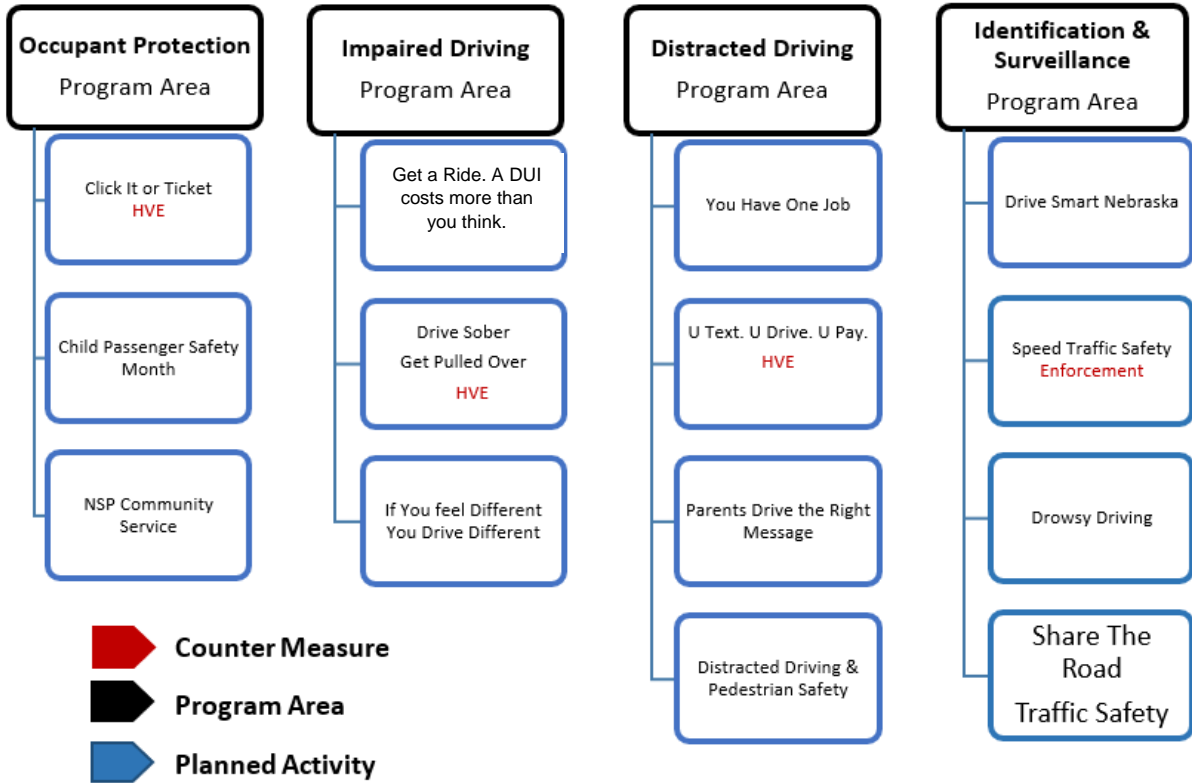 Occupant Protection
Program Area
Click It or Ticket
HVE
Child Passenger Safety
Month
NSP Community
Service
Impaired Driving
Program Area
Get a Ride. A DUI
costs more than
you think.
Drive Sober
Get Pulled Over
HVE
If You feel Different
You Drive Different
Distracted Driving
Program Area
You Have One Job
U Text. U Drive. U Pay.
HVE
Parents Drive the Right
Message
Distracted Driving &
Pedestrian Safety
Identification &
Surveillance
Program Area
Drive Smart Nebraska
Speed Traffic Safety
Enforcement
Drowsy Driving
Share The
Road
Traffic Safety
Counter Measure
Program Area
Planned Activity